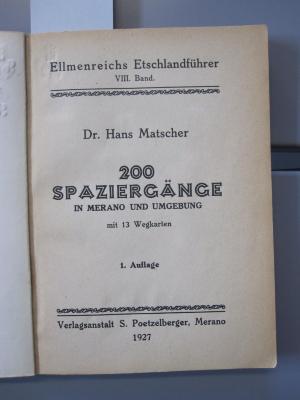 Ellmenreichs Etschlandführer
VIII. Band.
Dr. Hans Matscher
200
SPAZIERGÄNGE
IN MERANO UND UMGEBUNG
mit 13 Wegkarten
1. Auflage
Verlagsanstalt S. Poetzelberger, Merano
1927